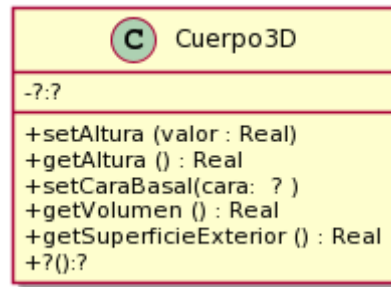 C Cuerpo3D
-?:?
+setAltura (valor : Real)
+getAltura () : Real
+setCaraBasal(cara:  ? )
+getVolumen () : Real
+getSuperficieExterior () : Real
+?():?